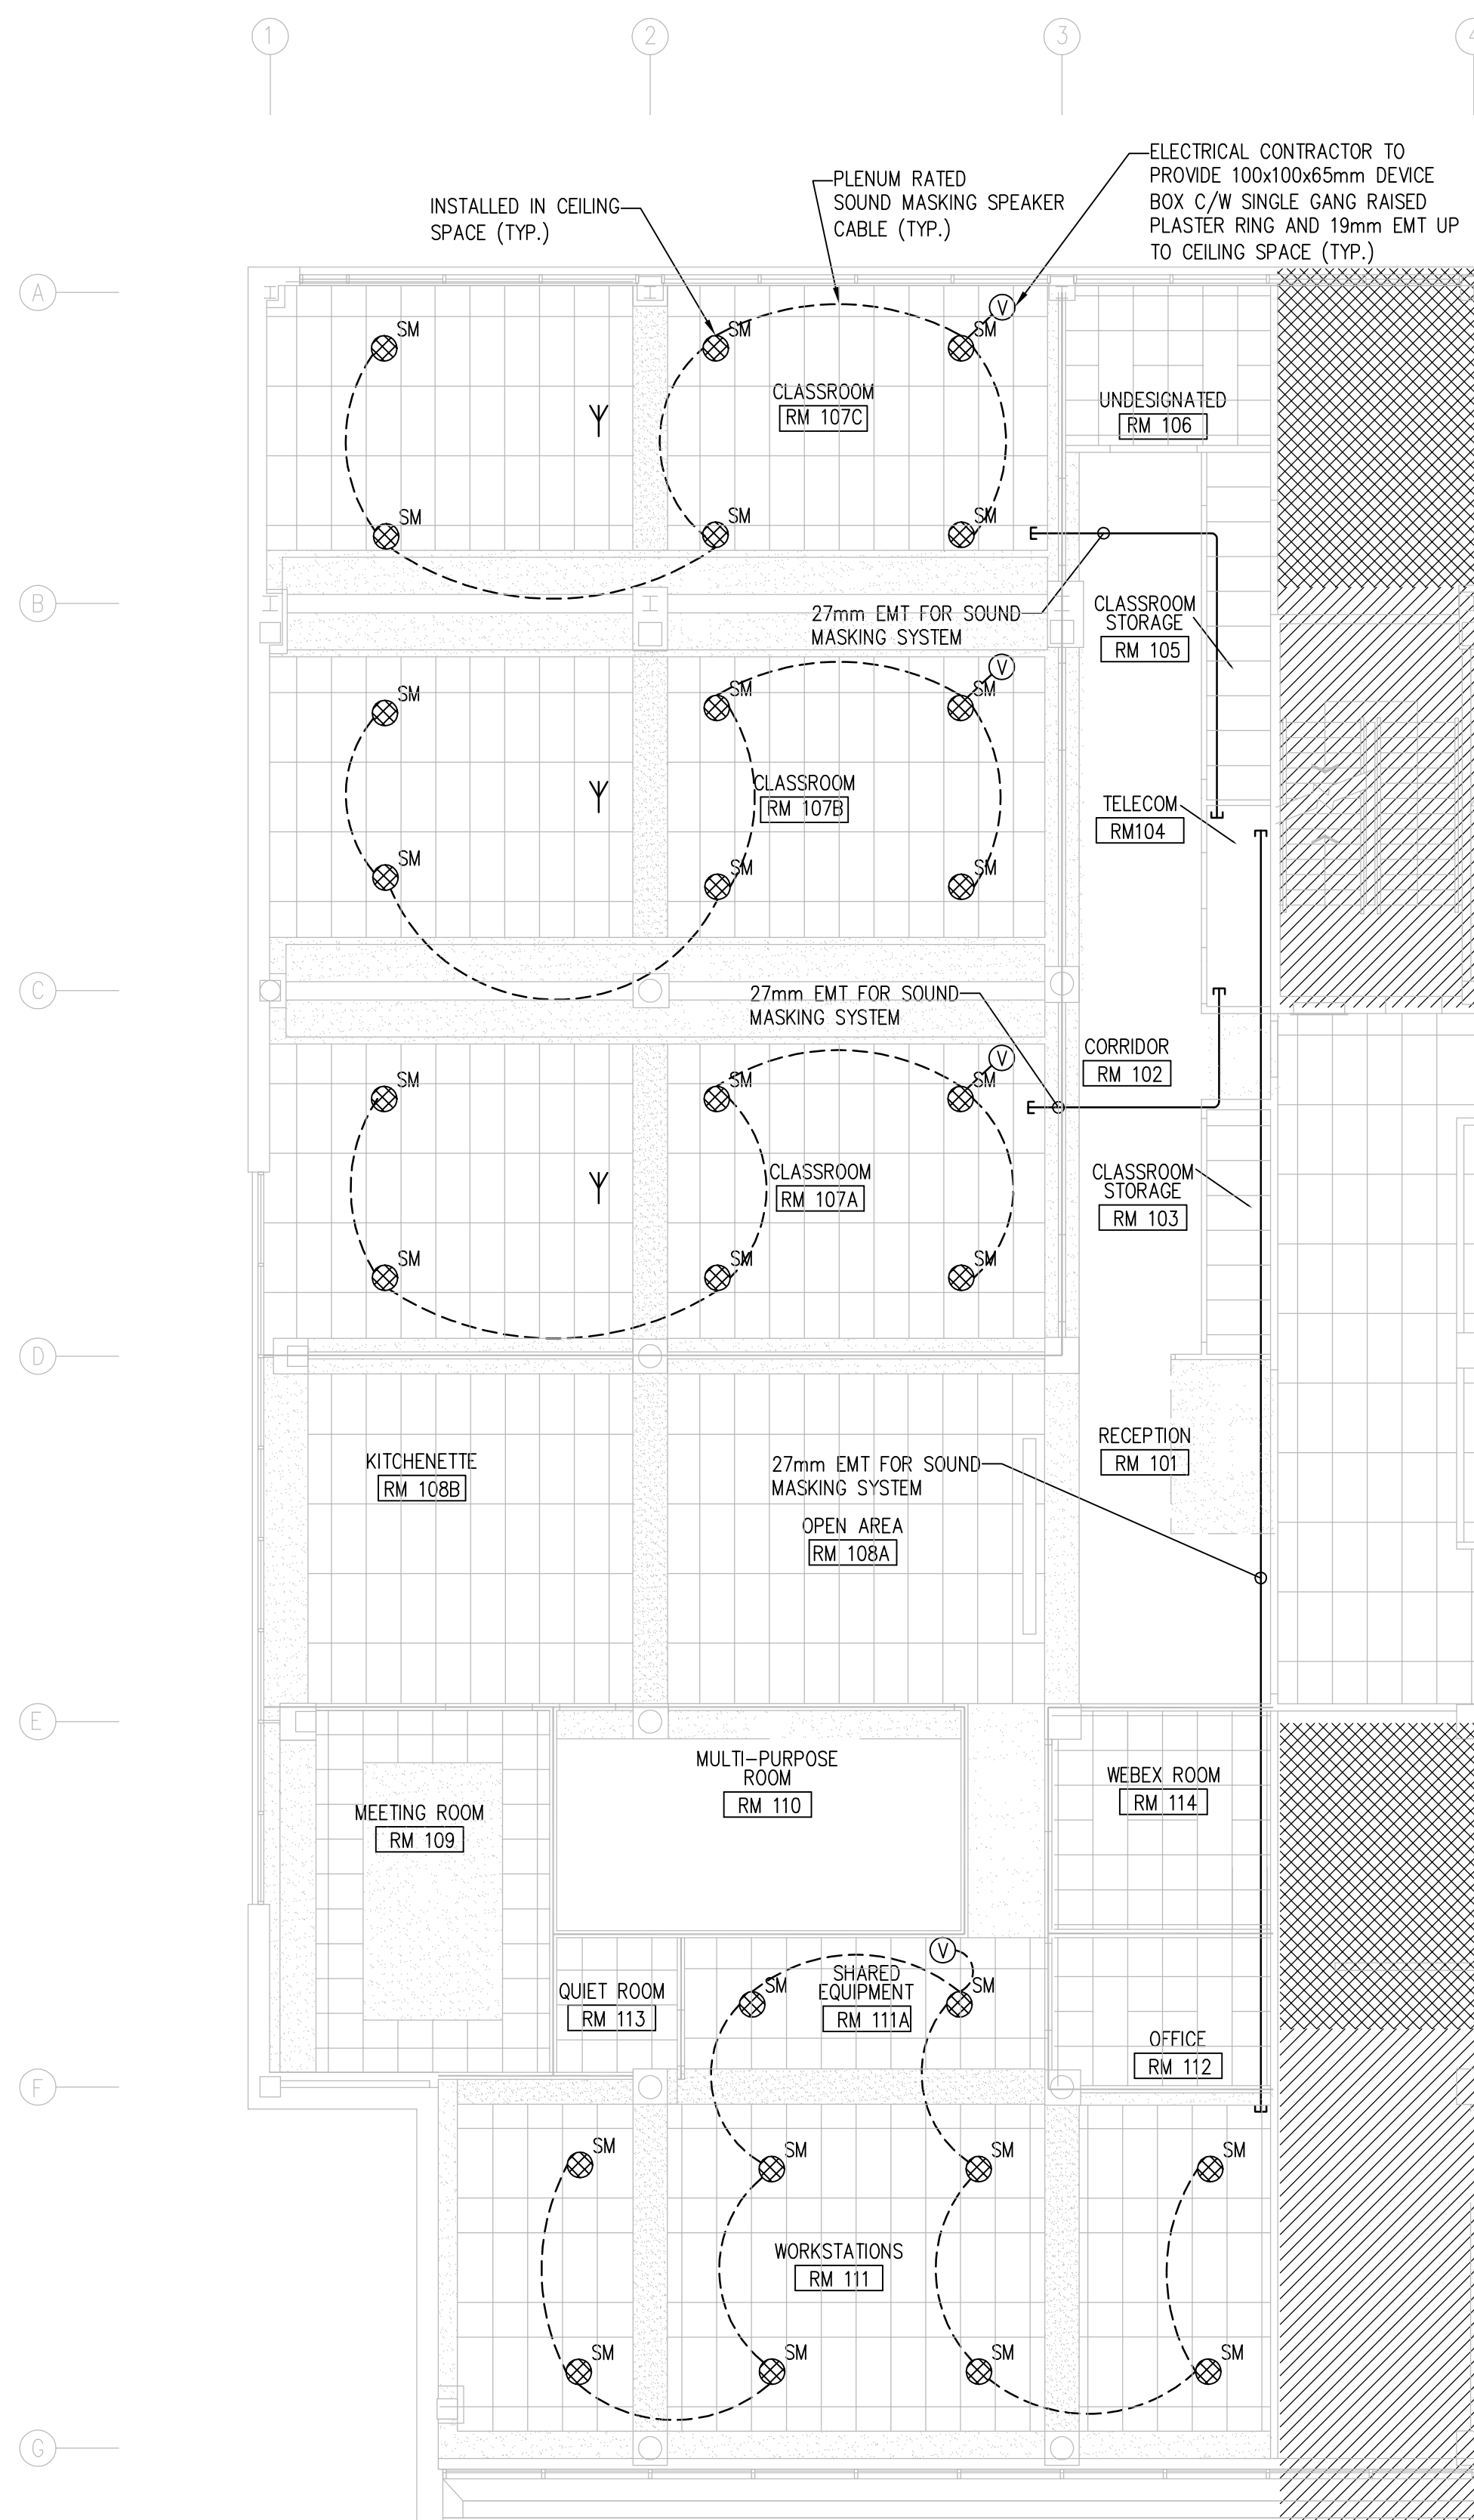 1
2
3
4
ELECTRICAL CONTRACTOR TO
PROVIDE 100x100x65mm DEVICE
BOX C/W SINGLE GANG RAISED
PLASTER RING AND 19mm EMT UP
TO CEILING SPACE (TYP.)
PLENUM RATED
SOUND MASKING SPEAKER
CABLE (TYP.)
INSTALLED IN CEILING
SPACE (TYP.)
A
V
SM
SM
SM
CLASSROOM
RM 107C
UNDESIGNATED
RM 106
SM
SM
SM
B
27mm EMT FOR SOUND
MASKING SYSTEM
CLASSROOM
STORAGE
RM 105
V
SM
SM
SM
CLASSROOM
RM 107B
TELECOM
RM104
SM
SM
SM
C
27mm EMT FOR SOUND
MASKING SYSTEM
CORRIDOR
RM 102
V
SM
SM
SM
CLASSROOM
RM 107A
CLASSROOM
STORAGE
RM 103
SM
SM
SM
D
RECEPTION
RM 101
KITCHENETTE
RM 108B
27mm EMT FOR SOUND
MASKING SYSTEM
OPEN AREA
RM 108A
E
MULTI-PURPOSE
ROOM
RM 110
WEBEX ROOM
RM 114
MEETING ROOM
RM 109
V
SHARED
EQUIPMENT
RM 111A
SM
SM
QUIET ROOM
RM 113
OFFICE
RM 112
F
SM
SM
SM
SM
WORKSTATIONS
RM 111
SM
SM
SM
SM
G